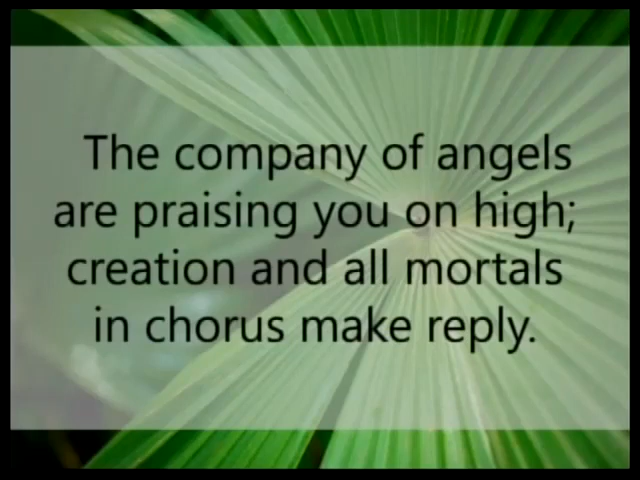 The company of angels
are praising you on high;
creation and all mortals
in chorus make reply.